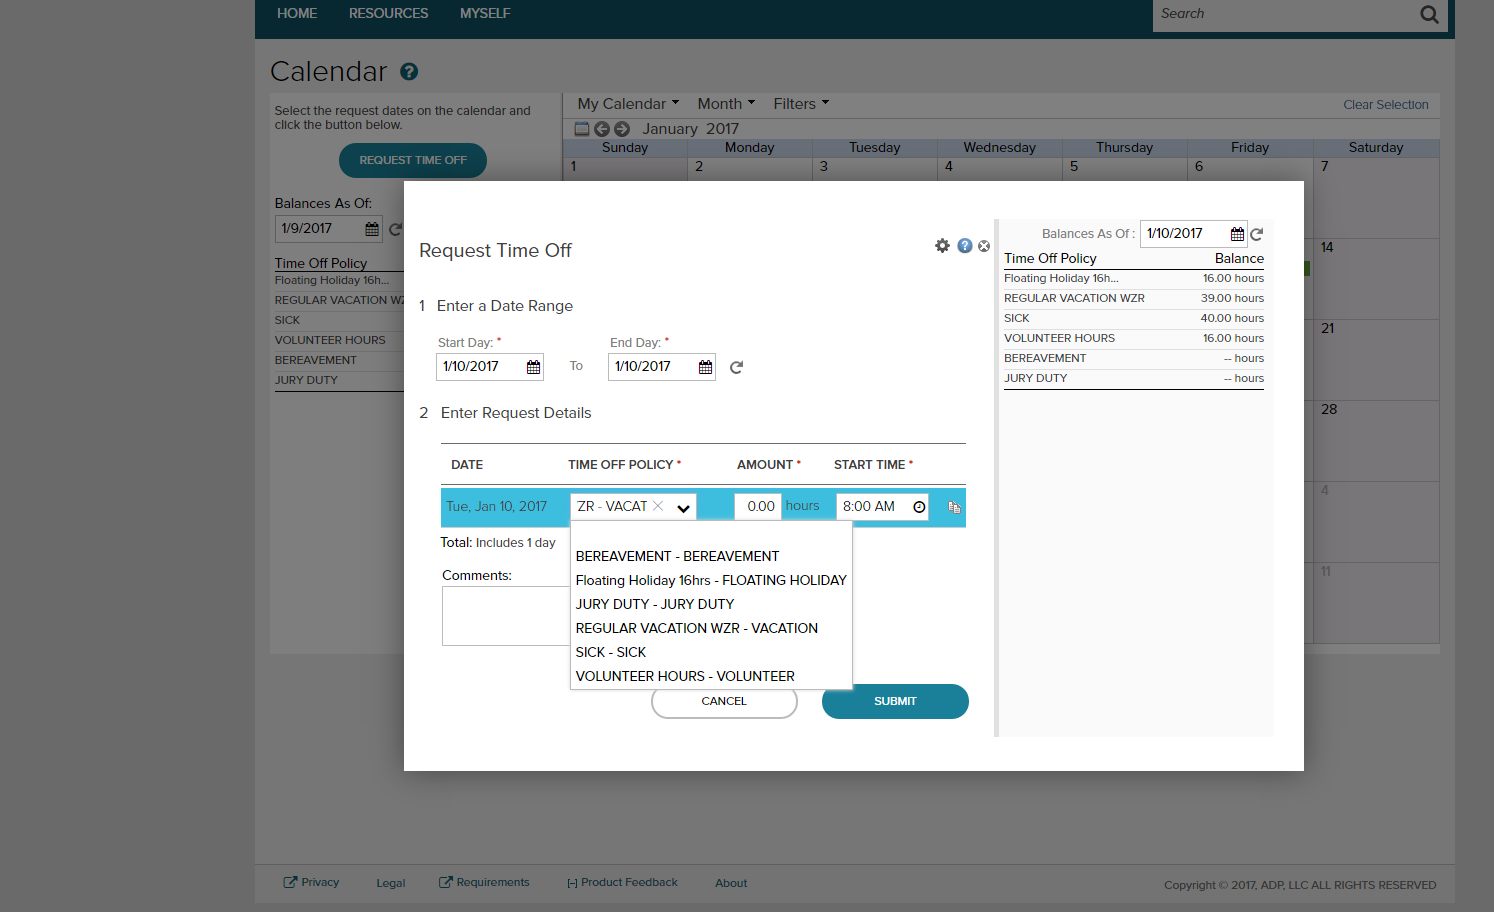 HOME RESOURCES MYSELF Search
Calendar ?
Select the request dates on the calendar and
click the button below.
REQUEST TIME OFF
Balances As Of:
1/9/2017
Time Off Policy
Floating Holiday 16h...
REGULAR VACATION WZ
SICK
VOLUNTEER HOURS
BEREAVEMENT
JURY DUTY
My Calendar Month Filters Clear Selection
January 2017
Sunday Monday Tuesday Wednesday Thursday Friday Saturday
1 2 3 4 5 6 7
14
21
28
4
11
Request Time Off ?
1 Enter a Date Range
Start Day: * End Day: *
1/10/2017 To 1/10/2017
2 Enter Request Details
DATE TIME OFF POLICY * AMOUNT * START TIME *
Tue, Jan 10, 2017 ZR - VACAT 0.00 hours 8:00 AM
Total: Includes 1 day
Comments:
BEREAVEMENT - BEREAVEMENT
Floating Holiday 16hrs - FLOATING HOLIDAY
JURY DUTY - JURY DUTY
REGULAR VACATION WZR - VACATION
SICK - SICK
VOLUNTEER HOURS - VOLUNTEER
CANCEL SUBMIT
Balances As Of : 1/10/2017
Time Off Policy Balance
Floating Holiday 16h... 16.00 hours
REGULAR VACATION WZR 39.00 hours
SICK 40.00 hours
VOLUNTEER HOURS 16.00 hours
BEREAVEMENT -- hours
JURY DUTY -- hours
Privacy Legal Requirements [-] Product Feedback About
Copyright © 2017, ADP, LLC ALL RIGHTS RESERVED